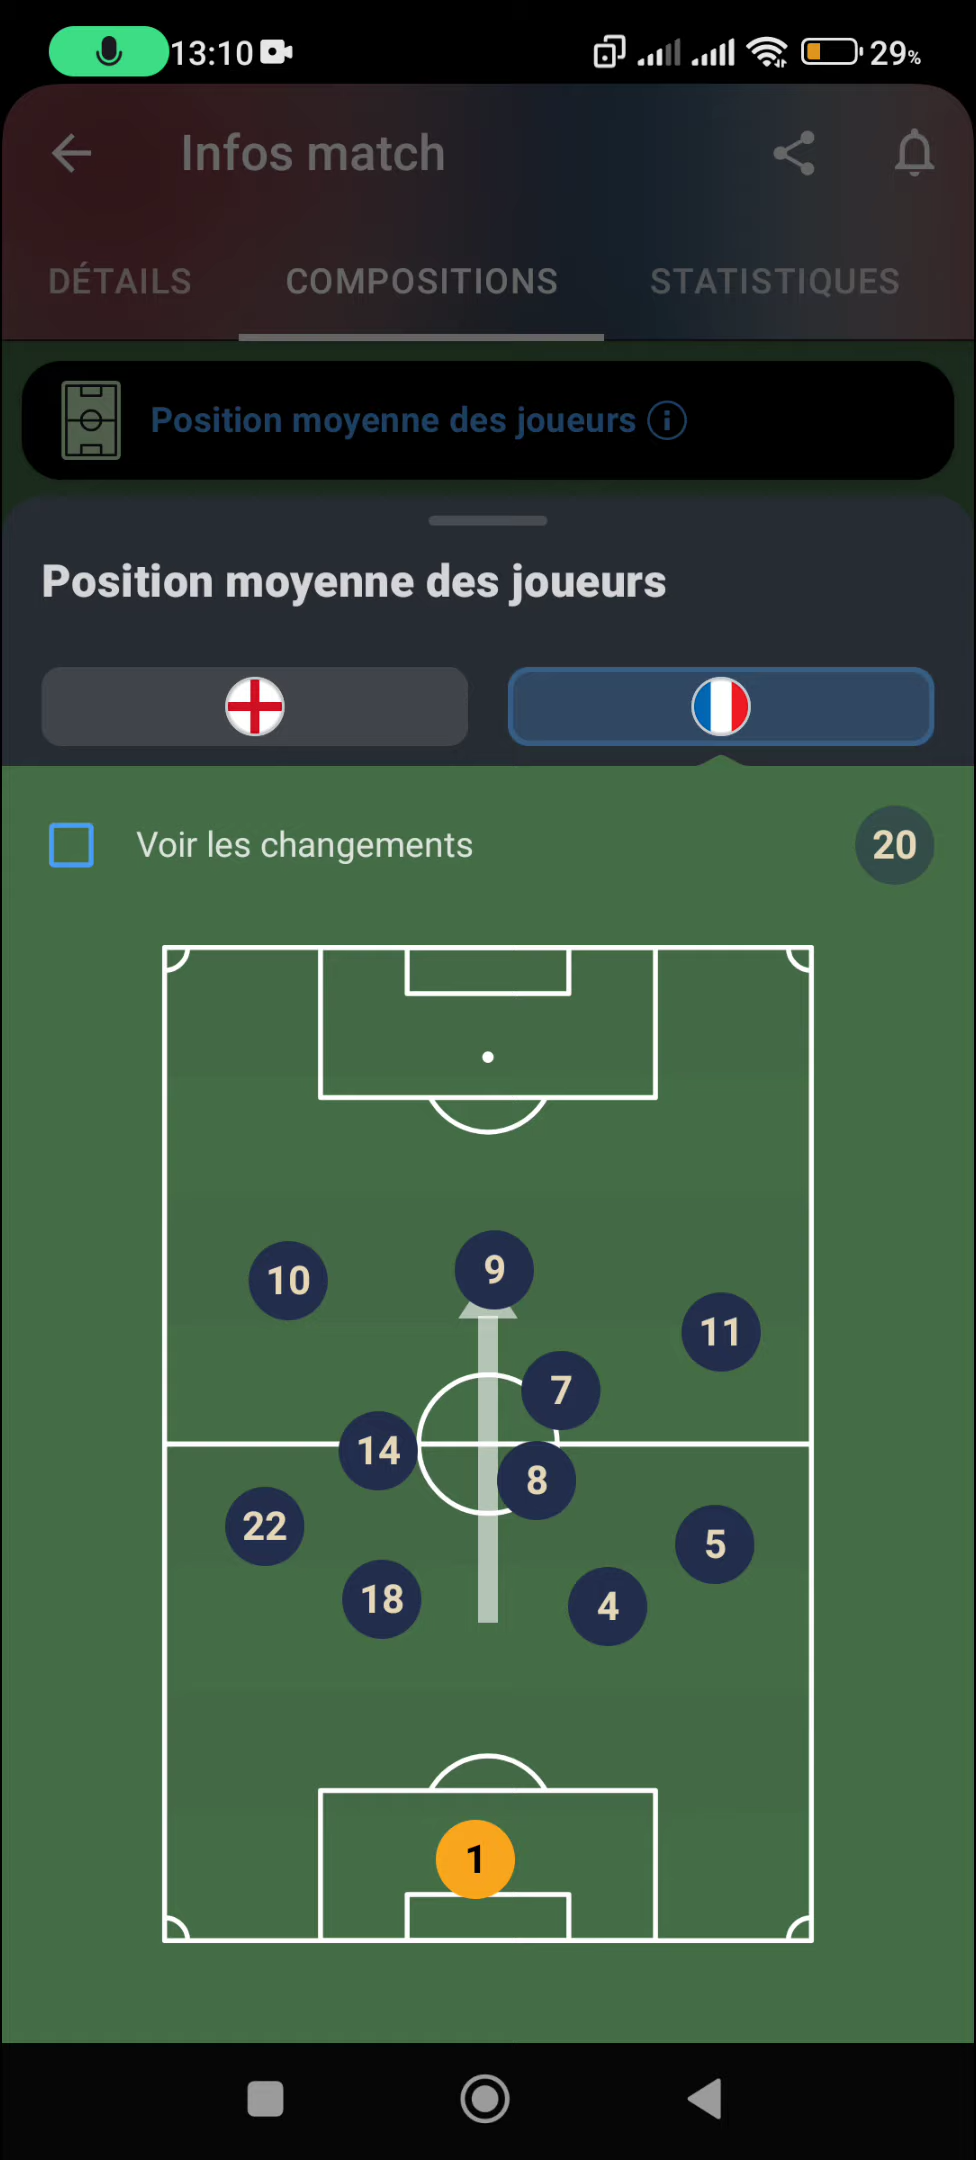 13:10 29%
Infos match
DÉTAILS COMPOSITIONS STATISTIQUES
Position moyenne des joueurs i
Position moyenne des joueurs
Voir les changements 20
9
10
11
7
14
8
22
5
18
4
1